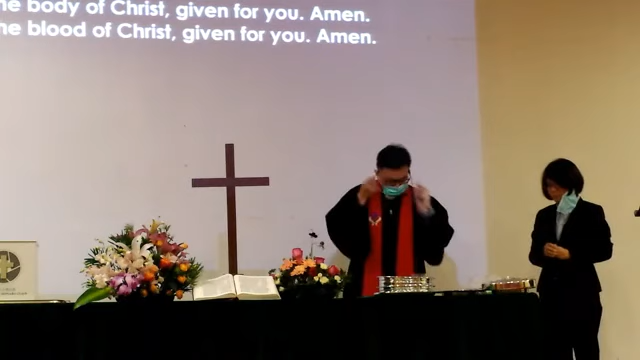 he body of Christ, given for you. Amen.
he blood of Christ, given for you. Amen.